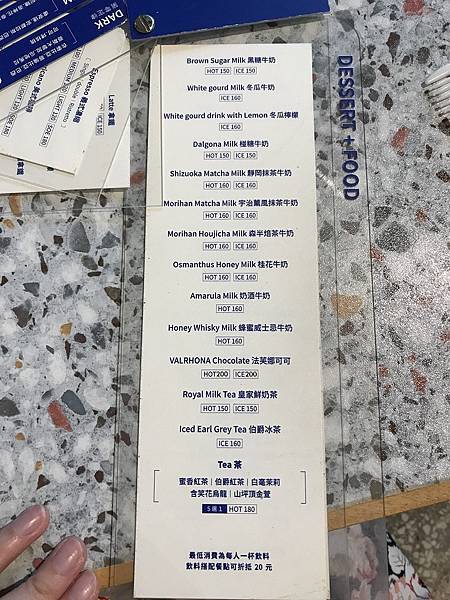 Brown Sugar Milk 黑糖牛奶
HOT 150 ICE 150
White gourd Milk 冬瓜牛奶
ICE 160
White gourd drink with Lemon 冬瓜檸檬
ICE 160
Dalgona Milk 椪糖牛奶
HOT 150 ICE 150
Shizuoka Matcha Milk 靜岡抹茶牛奶
HOT 160 ICE 160
Morihan Matcha Milk 宇治薰風抹茶牛奶
HOT 160 ICE 160
Morihan Houjicha Milk 森半焙茶牛奶
HOT 160 ICE 160
Osmanthus Honey Milk 桂花牛奶
HOT 160 ICE 160
Amarula Milk 奶酒牛奶
HOT 160
Honey Whisky Milk 蜂蜜威士忌牛奶
HOT 160
VALRHONA Chocolate 法芙娜可可
HOT200 ICE200
Royal Milk Tea 皇家鮮奶茶
HOT 150 ICE 150
Iced Earl Grey Tea 伯爵冰茶
ICE 160
Tea 茶
蜜香紅茶|伯爵紅茶|白毫茉莉
含笑花烏龍|山坪頂金萱
5 選 1 HOT 180
最低消費為每人一杯飲料
飲料搭配餐點可折抵 20 元
DESSERT + FOOD
DARK
Latte 拿鐵
ICE 150
Espresso